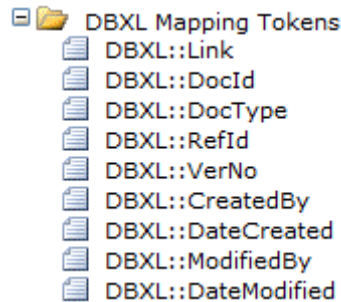 DBXL Mapping Tokens
DBXL::Link
DBXL::DocId
DBXL::DocType
DBXL::RefId
DBXL::VerNo
DBXL::CreatedBy
DBXL::DateCreated
DBXL::ModifiedBy
DBXL::DateModified